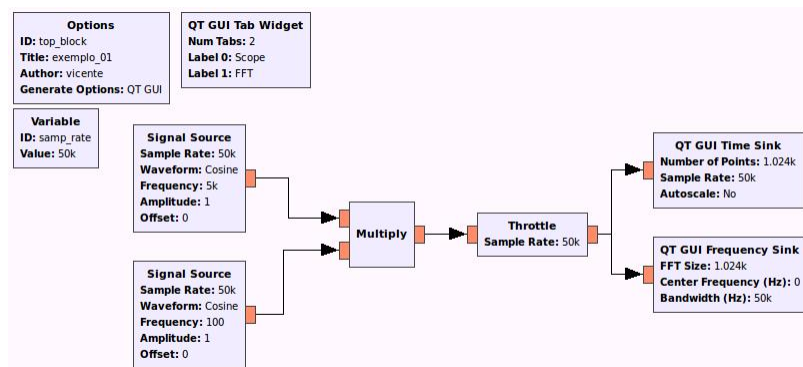 Options
ID: top_block
Title: exemplo_01
Author: vicente
Generate Options: QT GUI
QT GUI Tab Widget
Num Tabs: 2
Label 0: Scope
Label 1: FFT
Variable
ID: samp_rate
Value: 50k
Signal Source
Sample Rate: 50k
Waveform: Cosine
Frequency: 5k
Amplitude: 1
Offset: 0
Signal Source
Sample Rate: 50k
Waveform: Cosine
Frequency: 100
Amplitude: 1
Offset: 0
Multiply
Throttle
Sample Rate: 50k
QT GUI Time Sink
Number of Points: 1.024k
Sample Rate: 50k
Autoscale: No
QT GUI Frequency Sink
FFT Size: 1.024k
Center Frequency (Hz): 0
Bandwidth (Hz): 50k